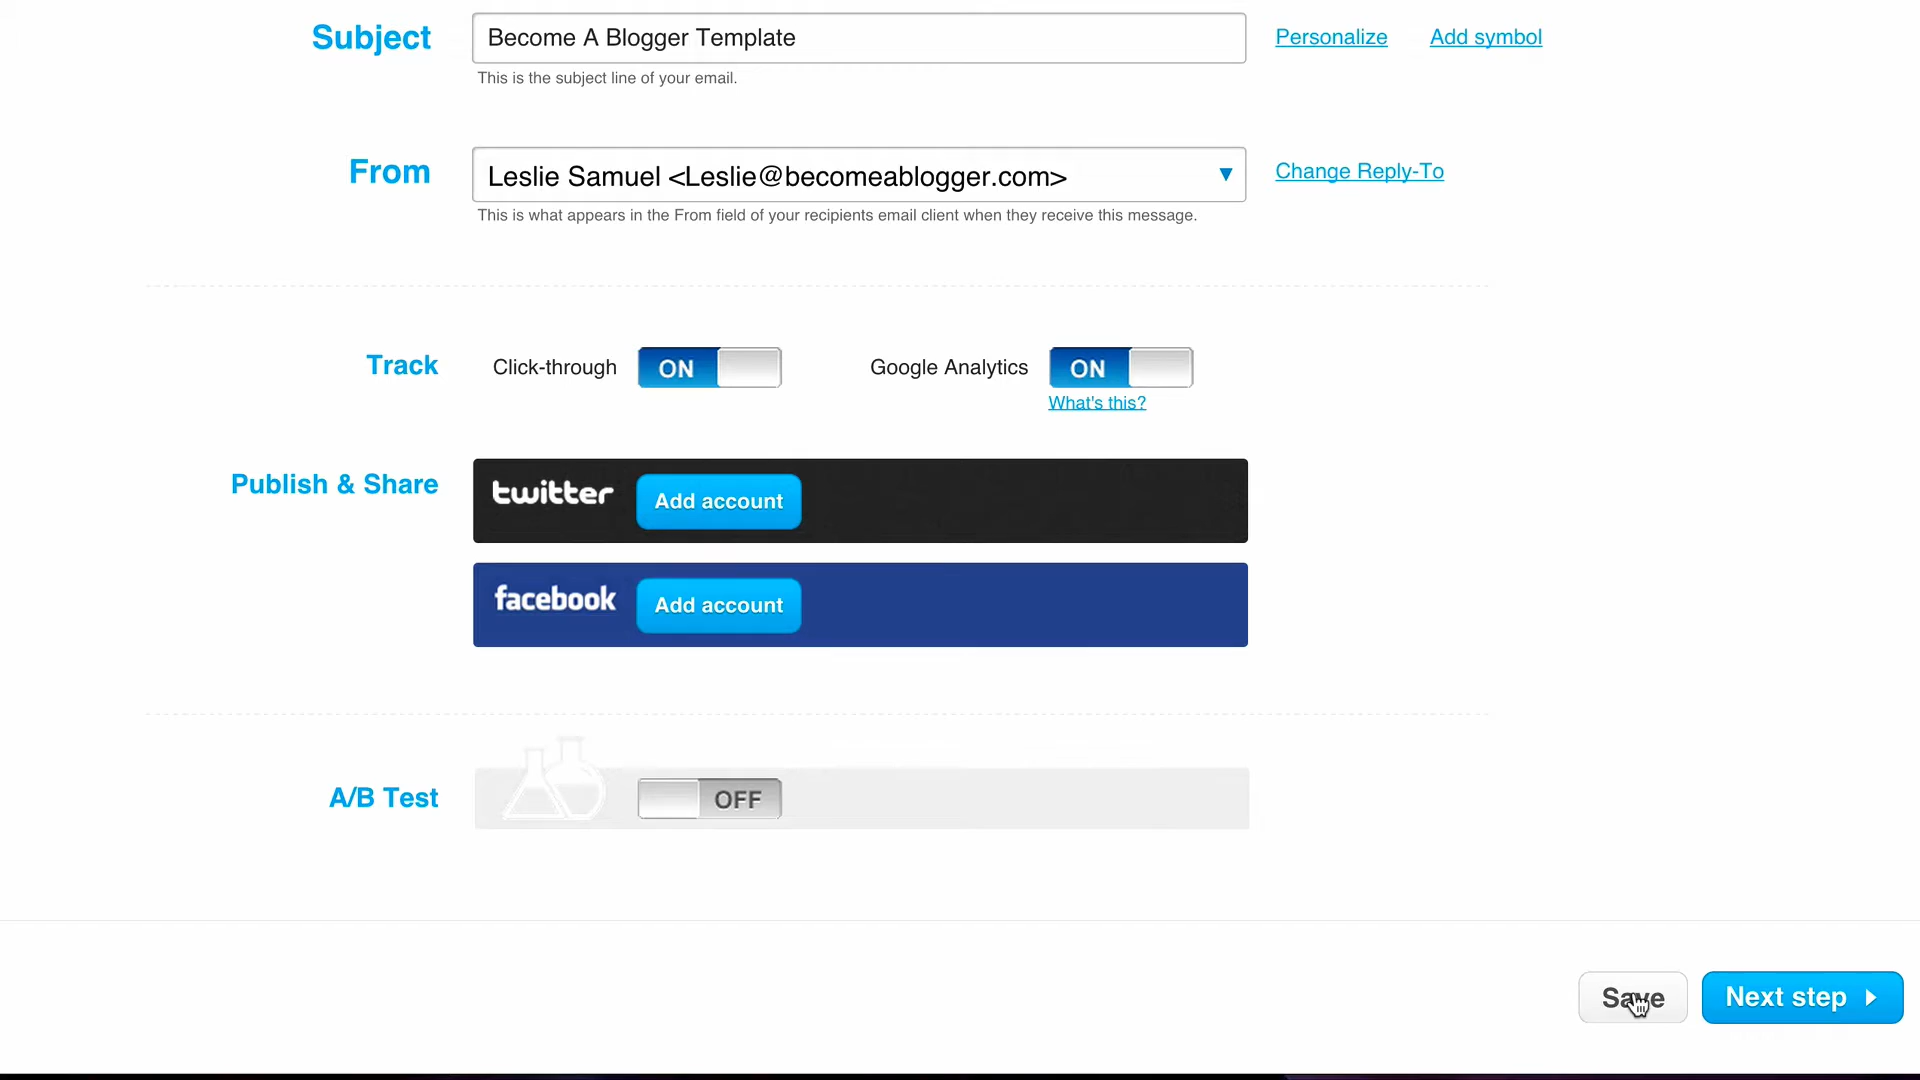 Subject
Become A Blogger Template
Personalize
Add symbol
This is the subject line of your email.
From
Leslie Samuel <Leslie@becomeablogger.com>
Change Reply-To
This is what appears in the From field of your recipients email client when they receive this message.
Track
Click-through
ON
Google Analytics
ON
What's this?
Publish & Share
twitter
Add account
facebook
Add account
A/B Test
OFF
Save
Next step